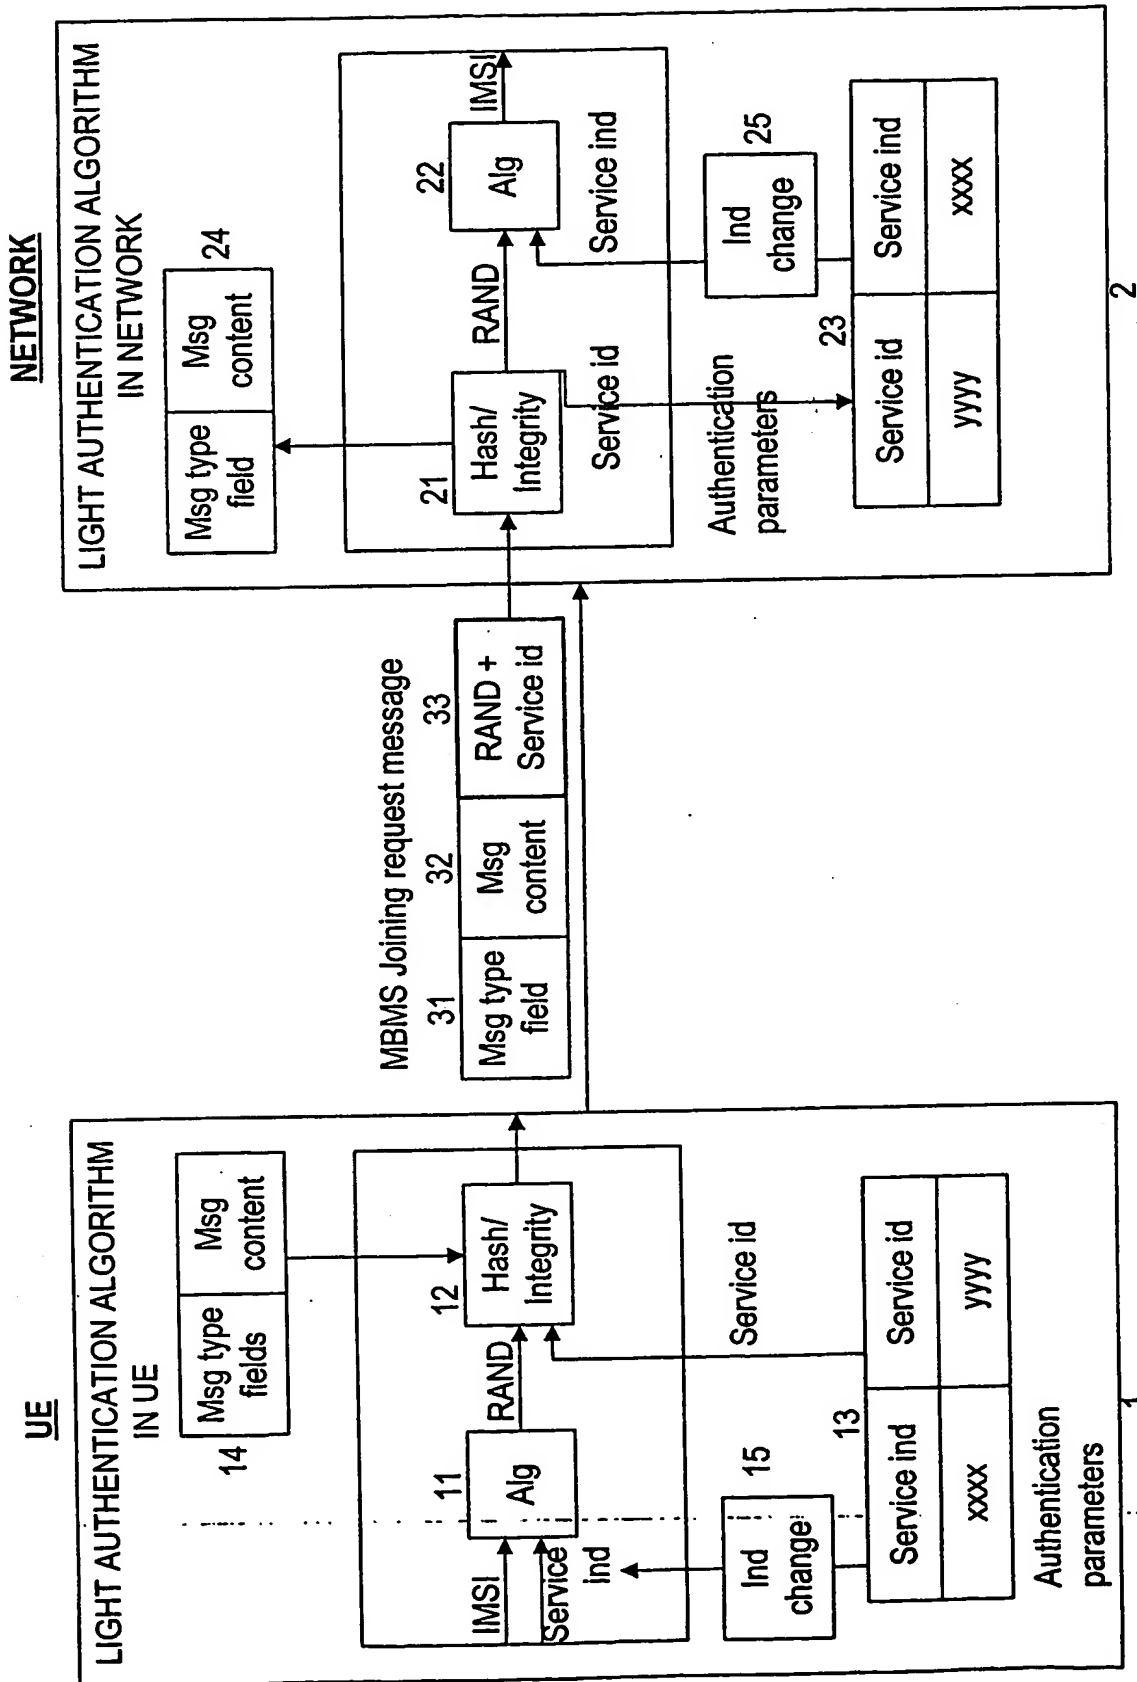 UE
LIGHT AUTHENTICATION ALGORITHM
IN UE
14
Msg type
fields
Msg
content
IMSI
Service
ind
11
Alg
RAND
12
Hash/
Integrity
15
Ind
change
Service id
13
Service ind
Service id
xxxx
yyyy
Authentication
parameters
1
MBMS Joining request message
31
32
33
Msg type
field
Msg
content
RAND +
Service id
NETWORK
LIGHT AUTHENTICATION ALGORITHM
IN NETWORK
Msg type
field
Msg
content
24
21
Hash/
Integrity
RAND
22
Alg
IMSI
Service id
Service ind
Authentication
parameters
Ind
change
25
23
Service id
Service ind
yyyy
xxxx
2